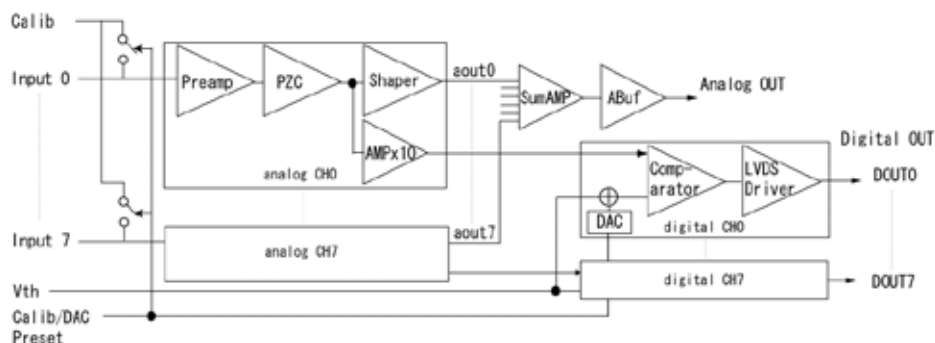 Calib
Input 0
Preamp
PZC
Shaper
AMPx10
analog CH0
aout0
SumAMP
ABuf
Analog OUT
Digital OUT
Comp-
arator
LVDS
Driver
DOUT0
DAC
digital CH0
Input 7
analog CH7
aout7
digital CH7
DOUT7
Vth
Calib/DAC
Preset